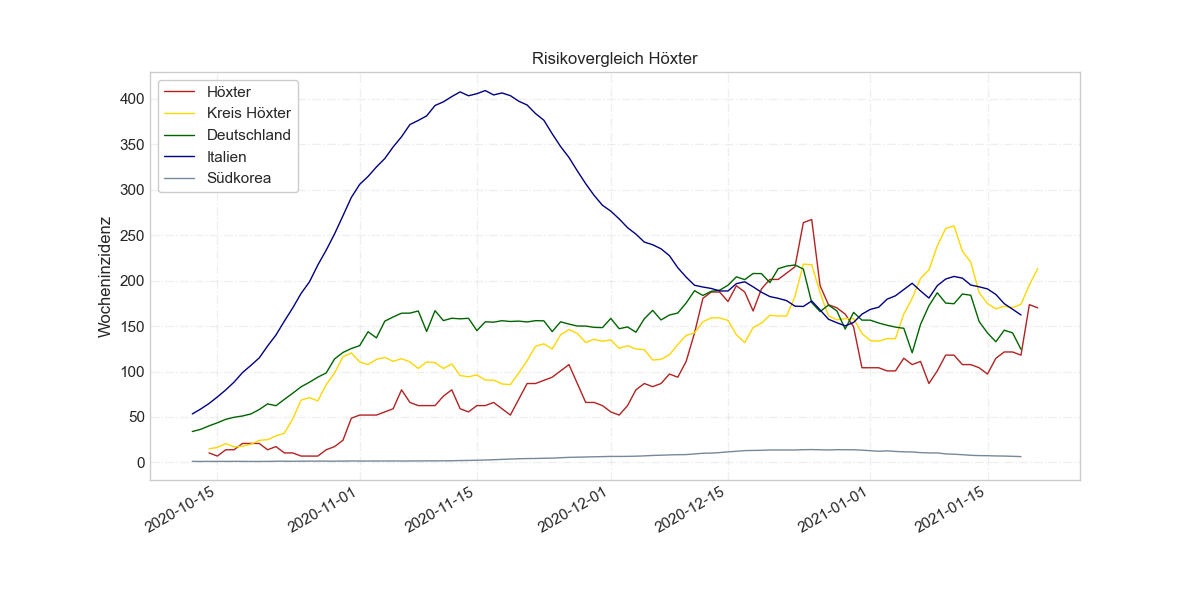 Risikovergleich Höxter
Höxter
Kreis Höxter
Deutschland
Italien
Südkorea
Wocheninzidenz
400
350
300
250
200
150
100
50
0
2020-10-15
2020-11-01
2020-11-15
2020-12-01
2020-12-15
2021-01-01
2021-01-15